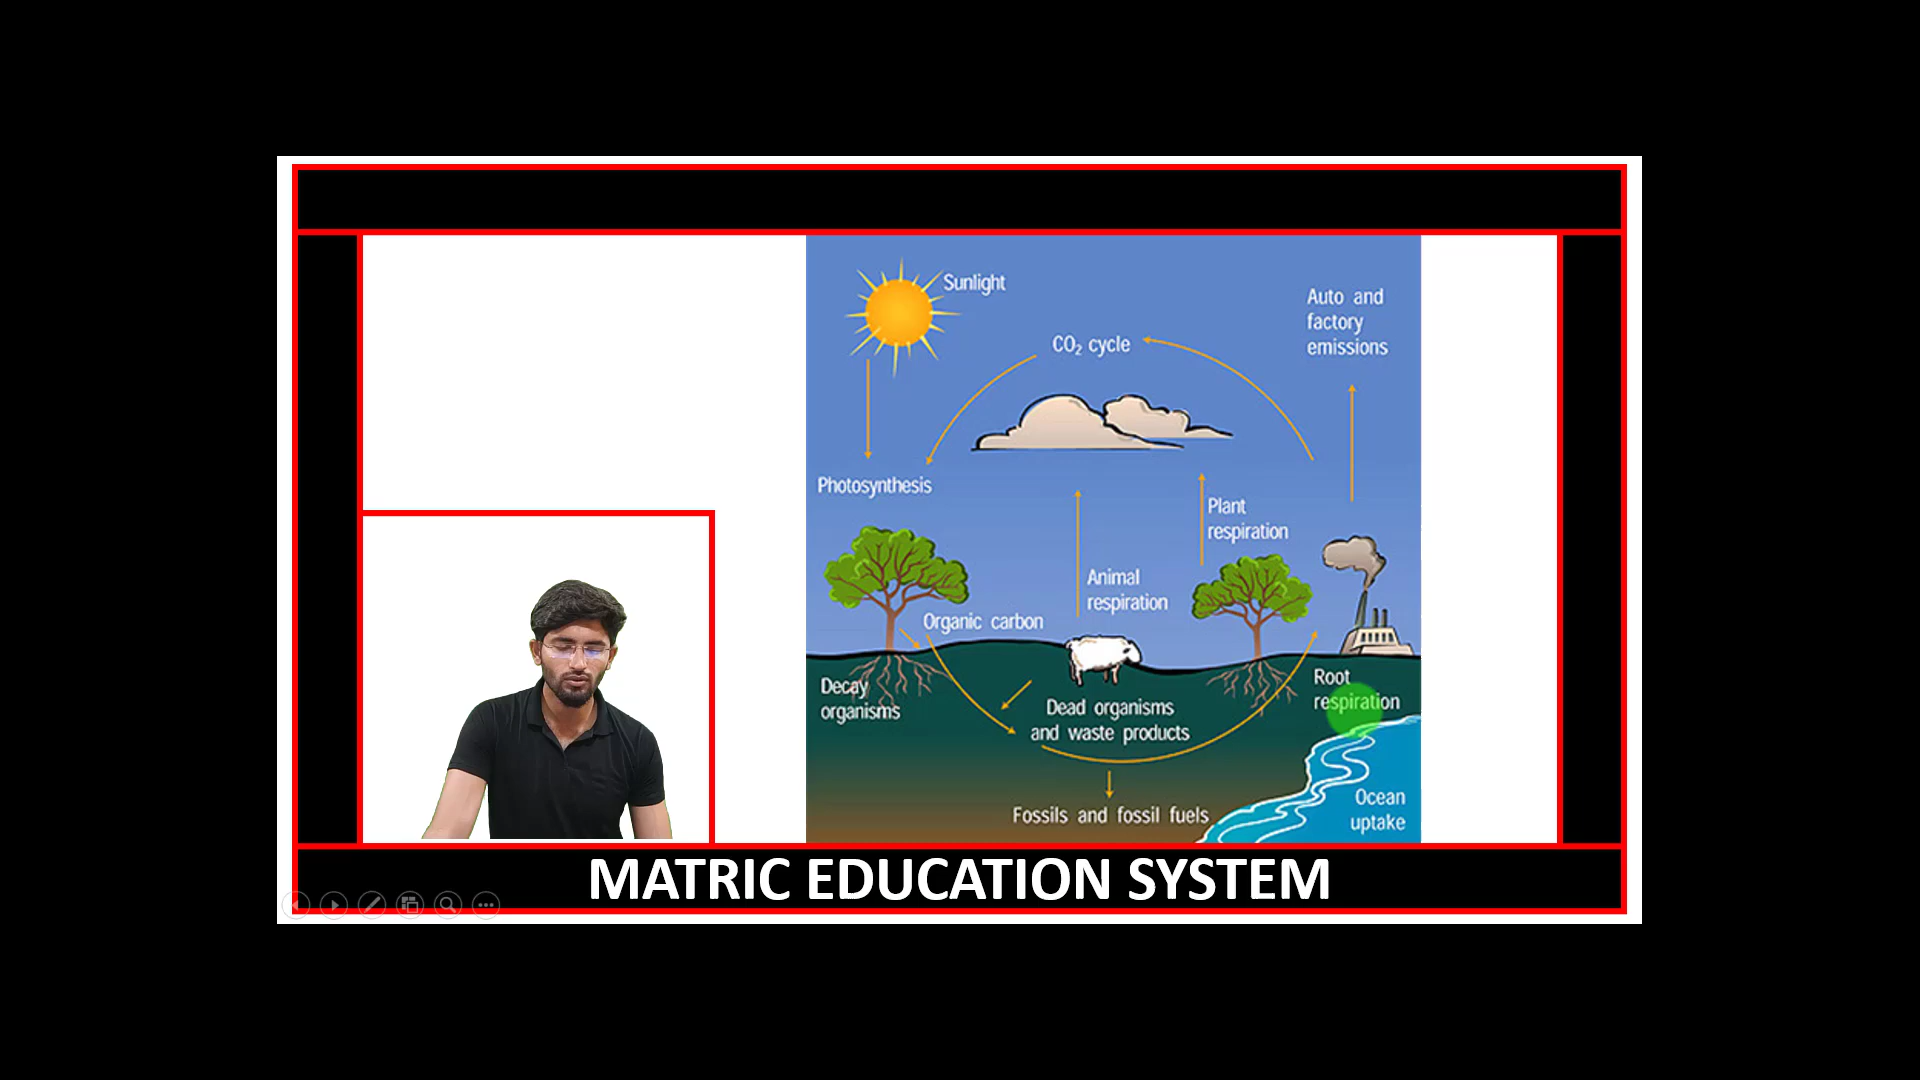 Sunlight
Auto and
factory
emissions
CO₂ cycle
Photosynthesis
Plant
respiration
Animal
respiration
Organic carbon
Decay
organisms
Dead organisms
and waste products
Root
respiration
Fossils and fossil fuels
Ocean
uptake
MATRIC EDUCATION SYSTEM